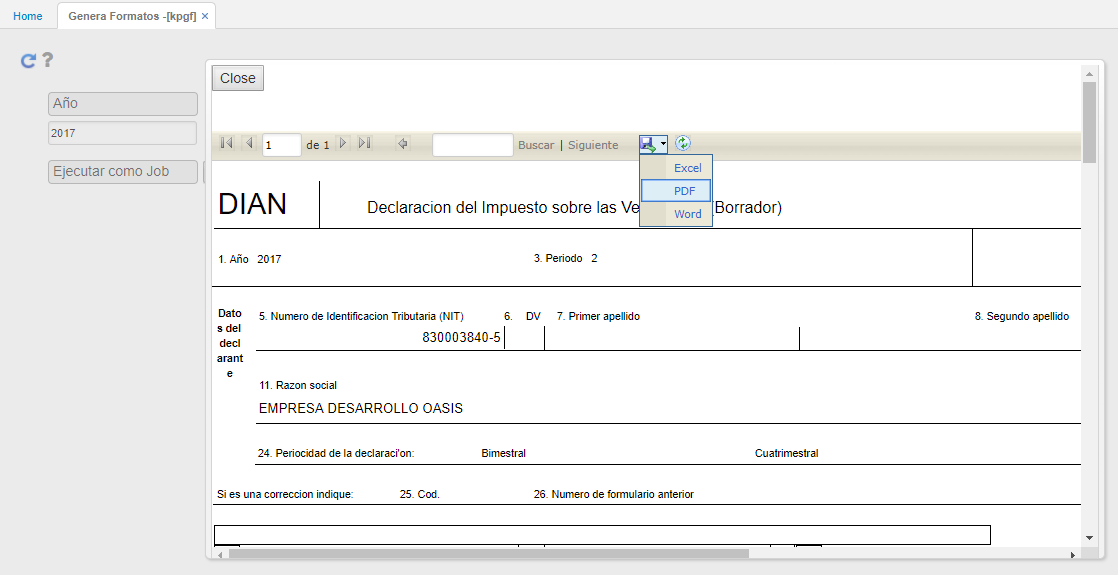 Home
Genera Formatos -[kpgf] ×
?
Año
2017
Ejecutar como Job
Close
1 de 1 Buscar | Siguiente
Excel
PDF
Word
DIAN
Declaracion del Impuesto sobre las Ve Borrador)
1. Año 2017 3. Periodo 2
Dato
s del
decl
arant
e
5. Numero de Identificacion Tributaria (NIT) 6. DV 7. Primer apellido 8. Segundo apellido
830003840-5
11. Razon social
EMPRESA DESARROLLO OASIS
24. Periocidad de la declaraci'on: Bimestral Cuatrimestral
Si es una correccion indique: 25. Cod. 26. Numero de formulario anterior